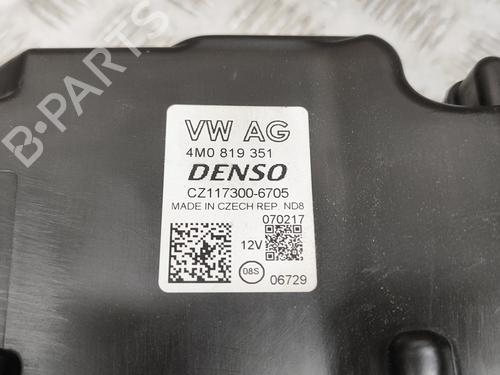 VW AG
4M0 819 351
DENSO
CZ117300-6705
MADE IN CZECH REP. ND8
070217
12V
08S
06729
B-PARTS